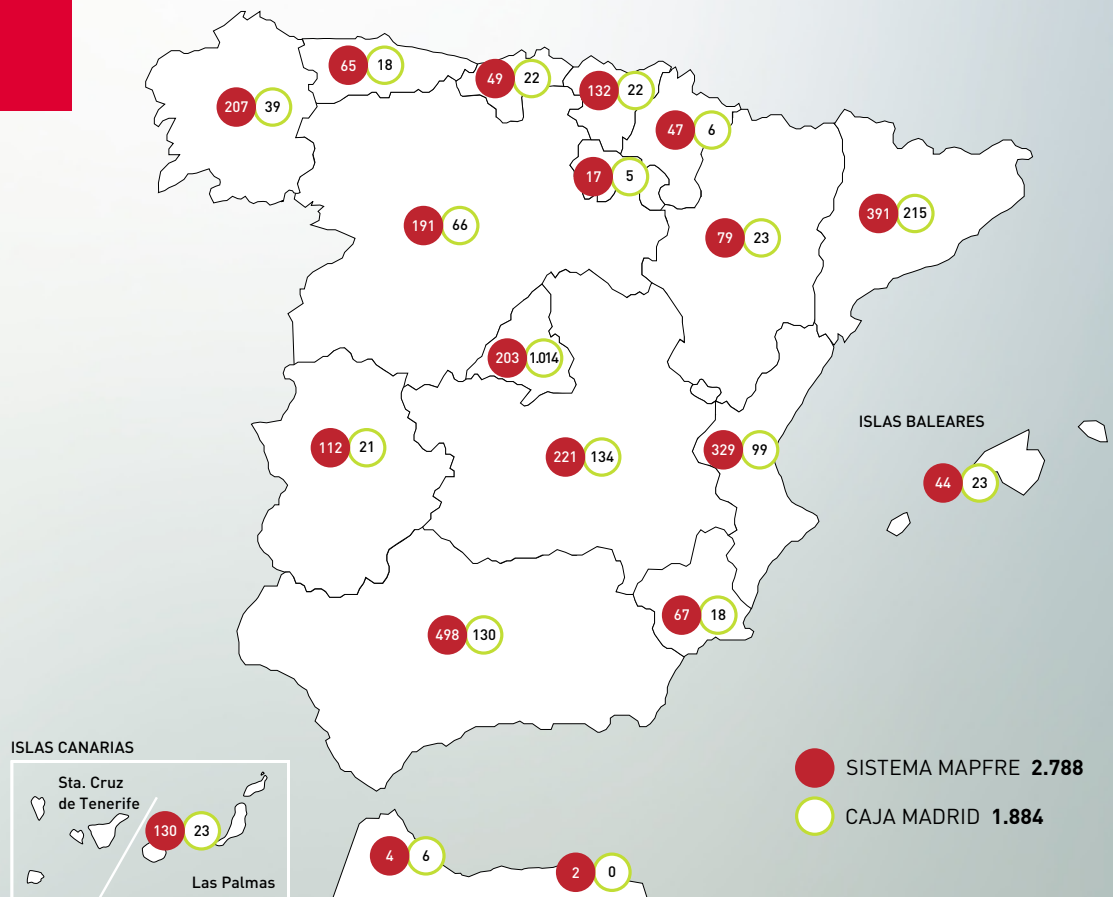 65 18
49 22
132 22
207 39
47 6
17 5
391 215
191 66
79 23
203 1.014
ISLAS BALEARES
112 21
221 134
329 99
44 23
67 18
498 130
ISLAS CANARIAS
Sta. Cruz
de Tenerife
130 23
Las Palmas
SISTEMA MAPFRE 2.788
CAJA MADRID 1.884
4 6
2 0